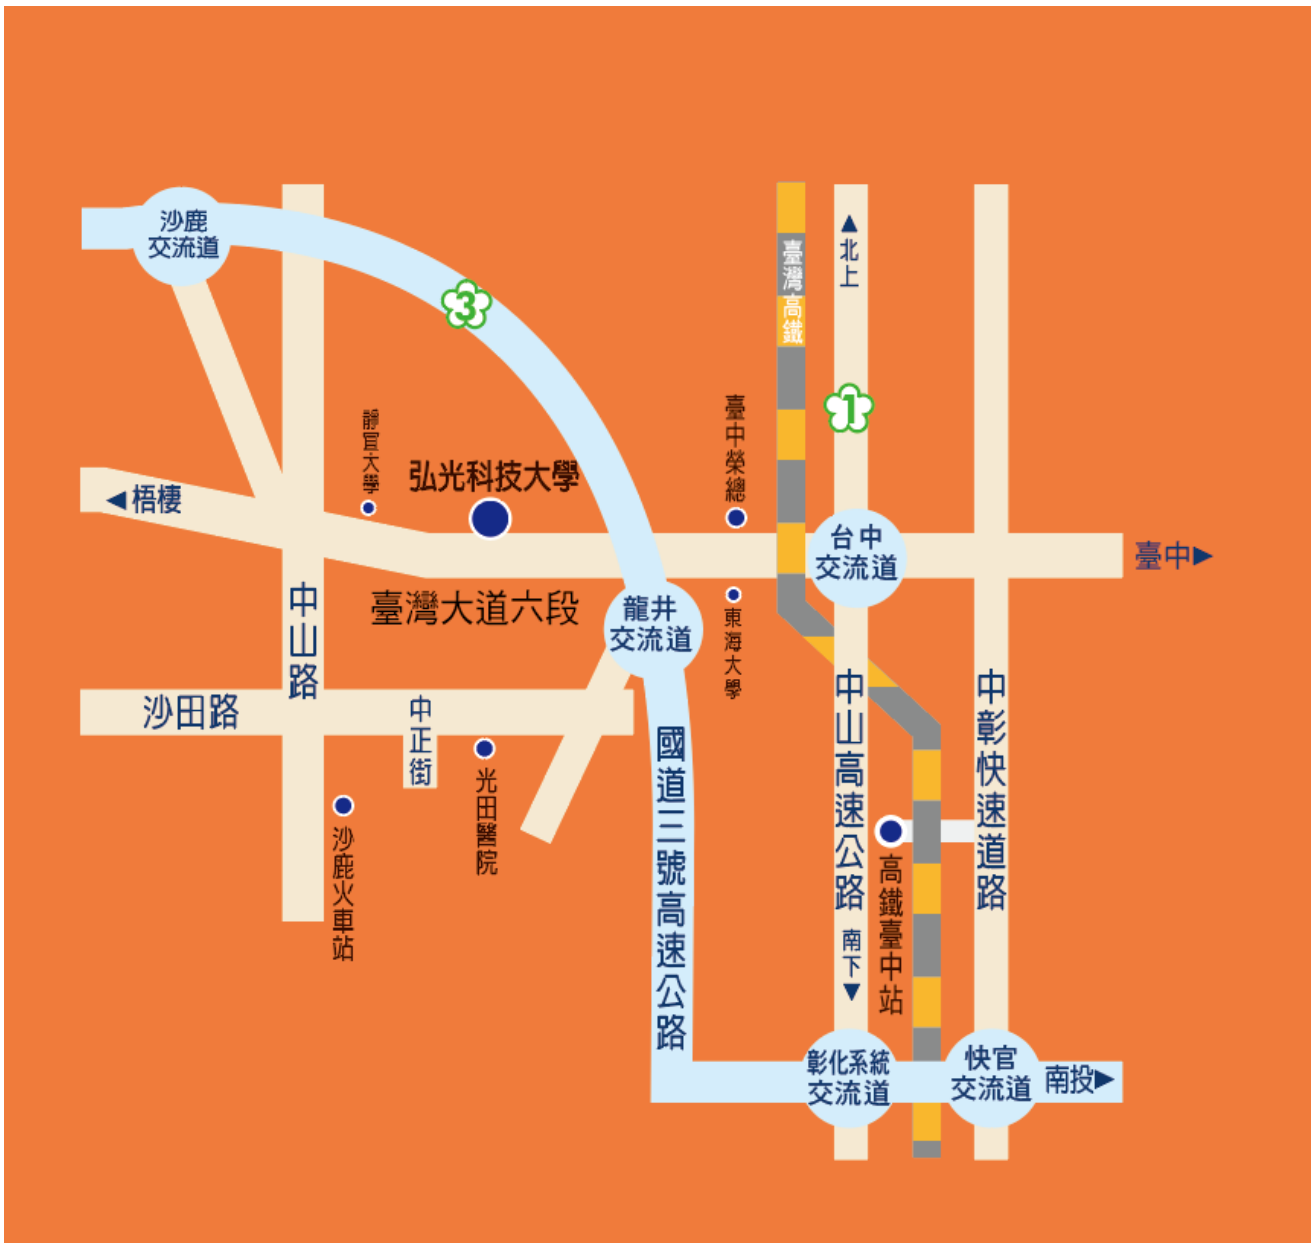 沙鹿
交流道
3
臺灣高鐵
▲北上
1
靜宜大學
弘光科技大學
臺中榮總
◀梧棲
台中
交流道
臺中▶
臺灣大道六段
中山路
龍井
交流道
東海大學
沙田路
中正街
光田醫院
沙鹿火車站
國道三號高速公路
中山高速公路
南下▼
中彰快速道路
高鐵臺中站
彰化系統
交流道
快官
交流道
南投▶